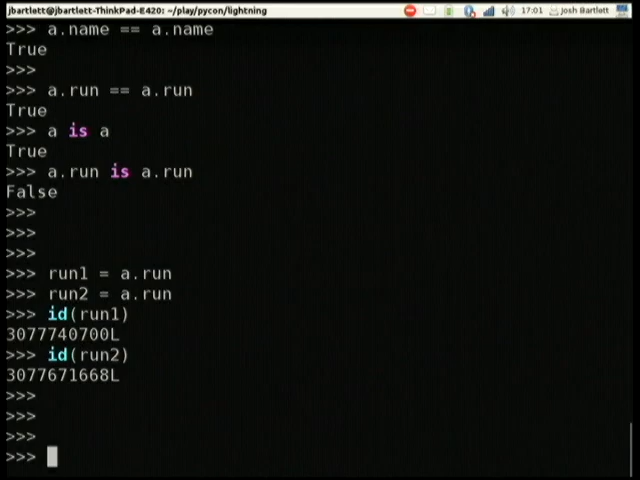 jbartlett@jbartlett-ThinkPad-E420: ~/play/pycon/lightning 17:01 Josh Bartlett
>>> a.name == a.name
True
>>>
>>> a.run == a.run
True
>>> a is a
True
>>> a.run is a.run
False
>>>
>>>
>>>
>>> run1 = a.run
>>> run2 = a.run
>>> id(run1)
3077740700L
>>> id(run2)
3077671668L
>>>
>>>
>>>
>>>